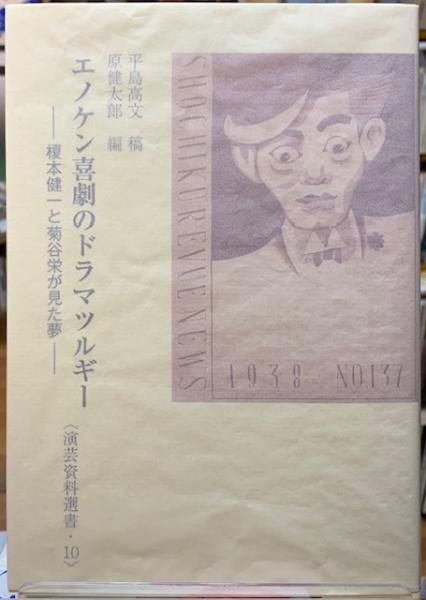 平島高文 稿
原健太郎 編
エノケン喜劇のドラマツルギー
――榎本健一と菊谷栄が見た夢――
〈演芸資料選書・10〉
SHOCHIKUREVUE NEWS
1938 NO.137